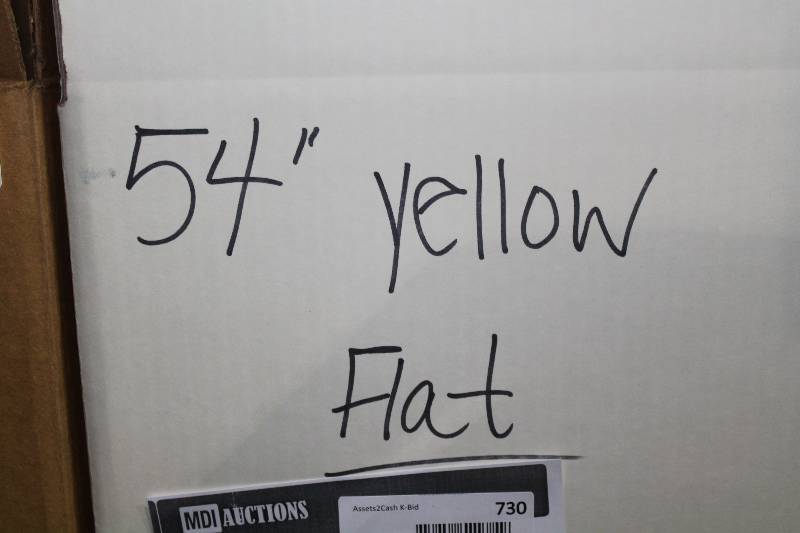 54" yellow
Flat
MDI AUCTIONS
Assets2Cash K-Bid 730